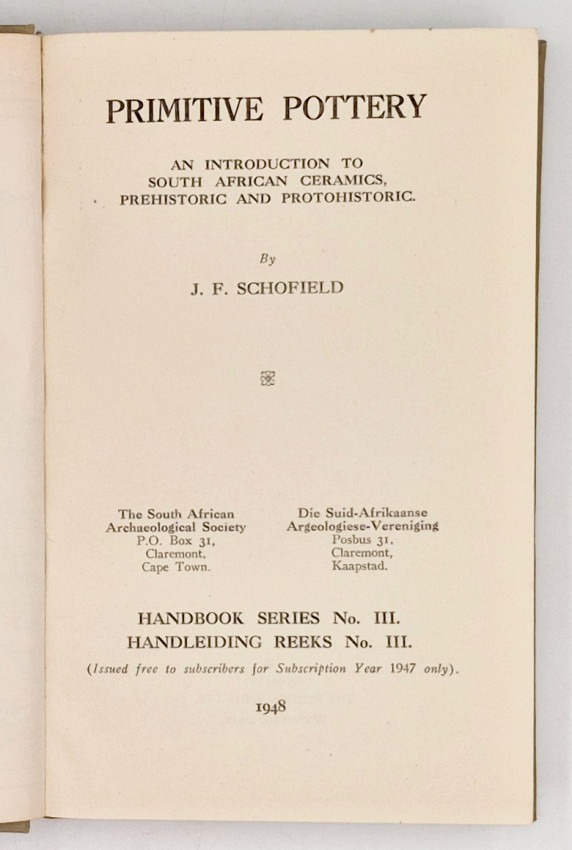 PRIMITIVE POTTERY
AN INTRODUCTION TO
SOUTH AFRICAN CERAMICS,
PREHISTORIC AND PROTOHISTORIC.
By
J. F. SCHOFIELD
The South African
Archaeological Society
P.O. Box 31,
Claremont,
Cape Town.
Die Suid-Afrikaanse
Argeologiese-Vereniging
Posbus 31,
Claremont,
Kaapstad.
HANDBOOK SERIES No. III.
HANDLEIDING REEKS No. III.
(Issued free to subscribers for Subscription Year 1947 only).
1948